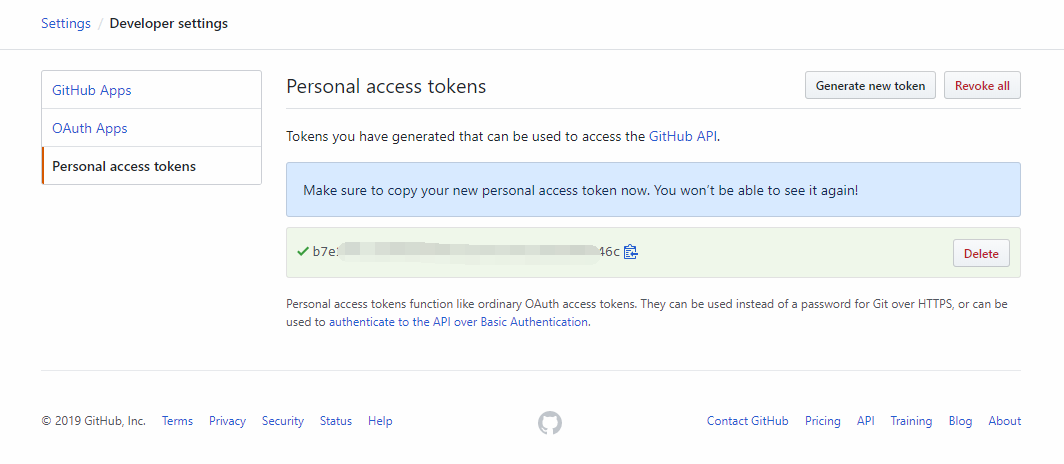 Settings / Developer settings
GitHub Apps
OAuth Apps
Personal access tokens
Personal access tokens
Generate new token
Revoke all
Tokens you have generated that can be used to access the GitHub API.
Make sure to copy your new personal access token now. You won't be able to see it again!
Delete
Personal access tokens function like ordinary OAuth access tokens. They can be used instead of a password for Git over HTTPS, or can be
used to authenticate to the API over Basic Authentication.
© 2019 GitHub, Inc. Terms Privacy Security Status Help
Contact GitHub Pricing API Training Blog About